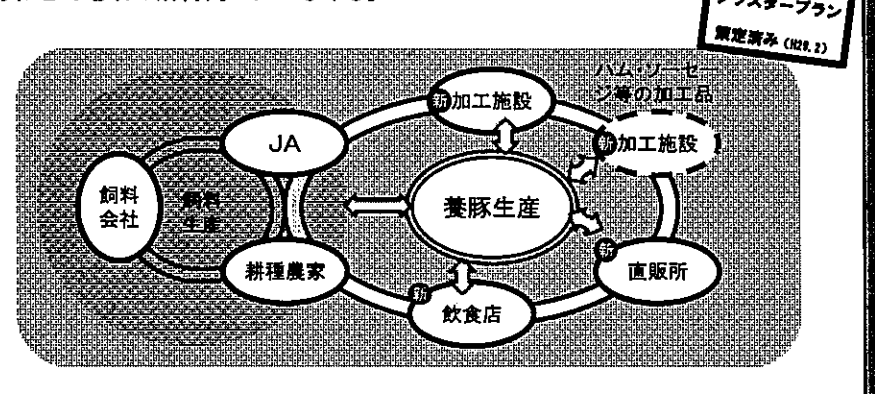 クラスタープラン
策定済み（H28.2）
ハム・ソーセー
ジ等の加工品
新
加工施設
新
加工施設
JA
飼料
会社
飼料
生産
養豚生産
耕種農家
新
直販所
新
飲食店